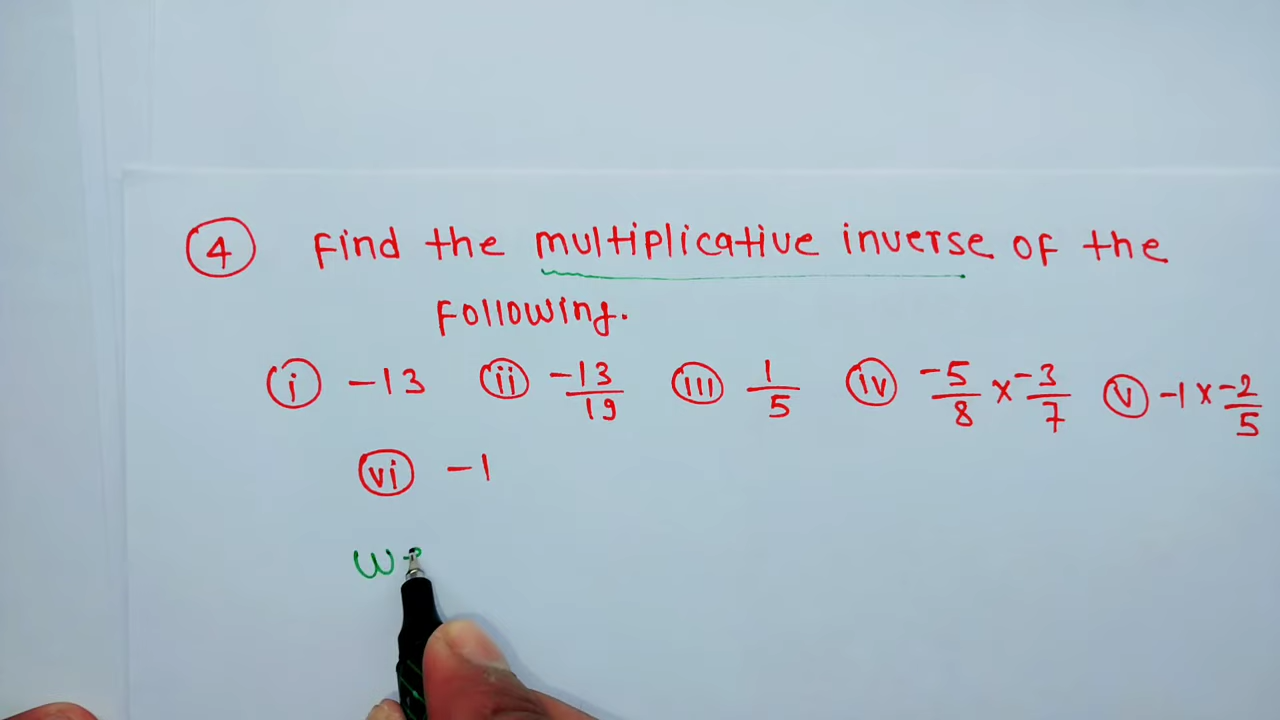 4 Find the multiplicative inverse of the
following.
i -13 ii -13/19 iii 1/5 iv -5/8 × -3/7 v -1 × -2/5
vi -1